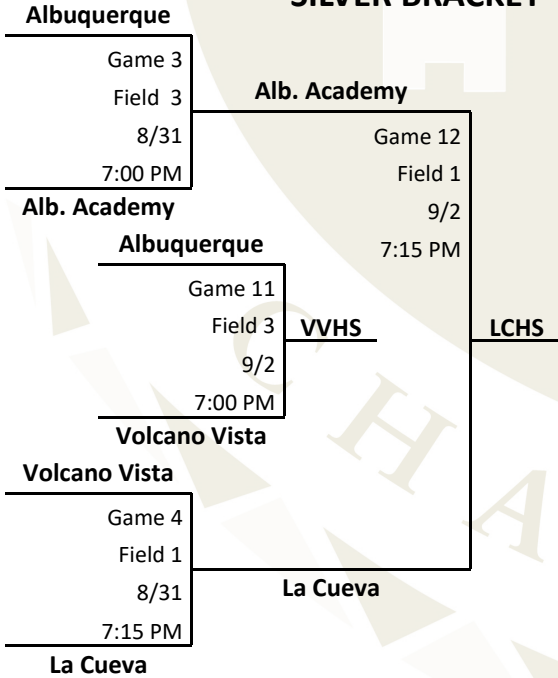 SILVER BRACKET
Albuquerque
Game 3
Field 3
8/31
7:00 PM
Alb. Academy
Alb. Academy
Game 12
Field 1
9/2
7:15 PM
Albuquerque
Game 11
Field 3
9/2
7:00 PM
Volcano Vista
VVHS
LCHS
Volcano Vista
Game 4
Field 1
8/31
7:15 PM
La Cueva
La Cueva
C H A